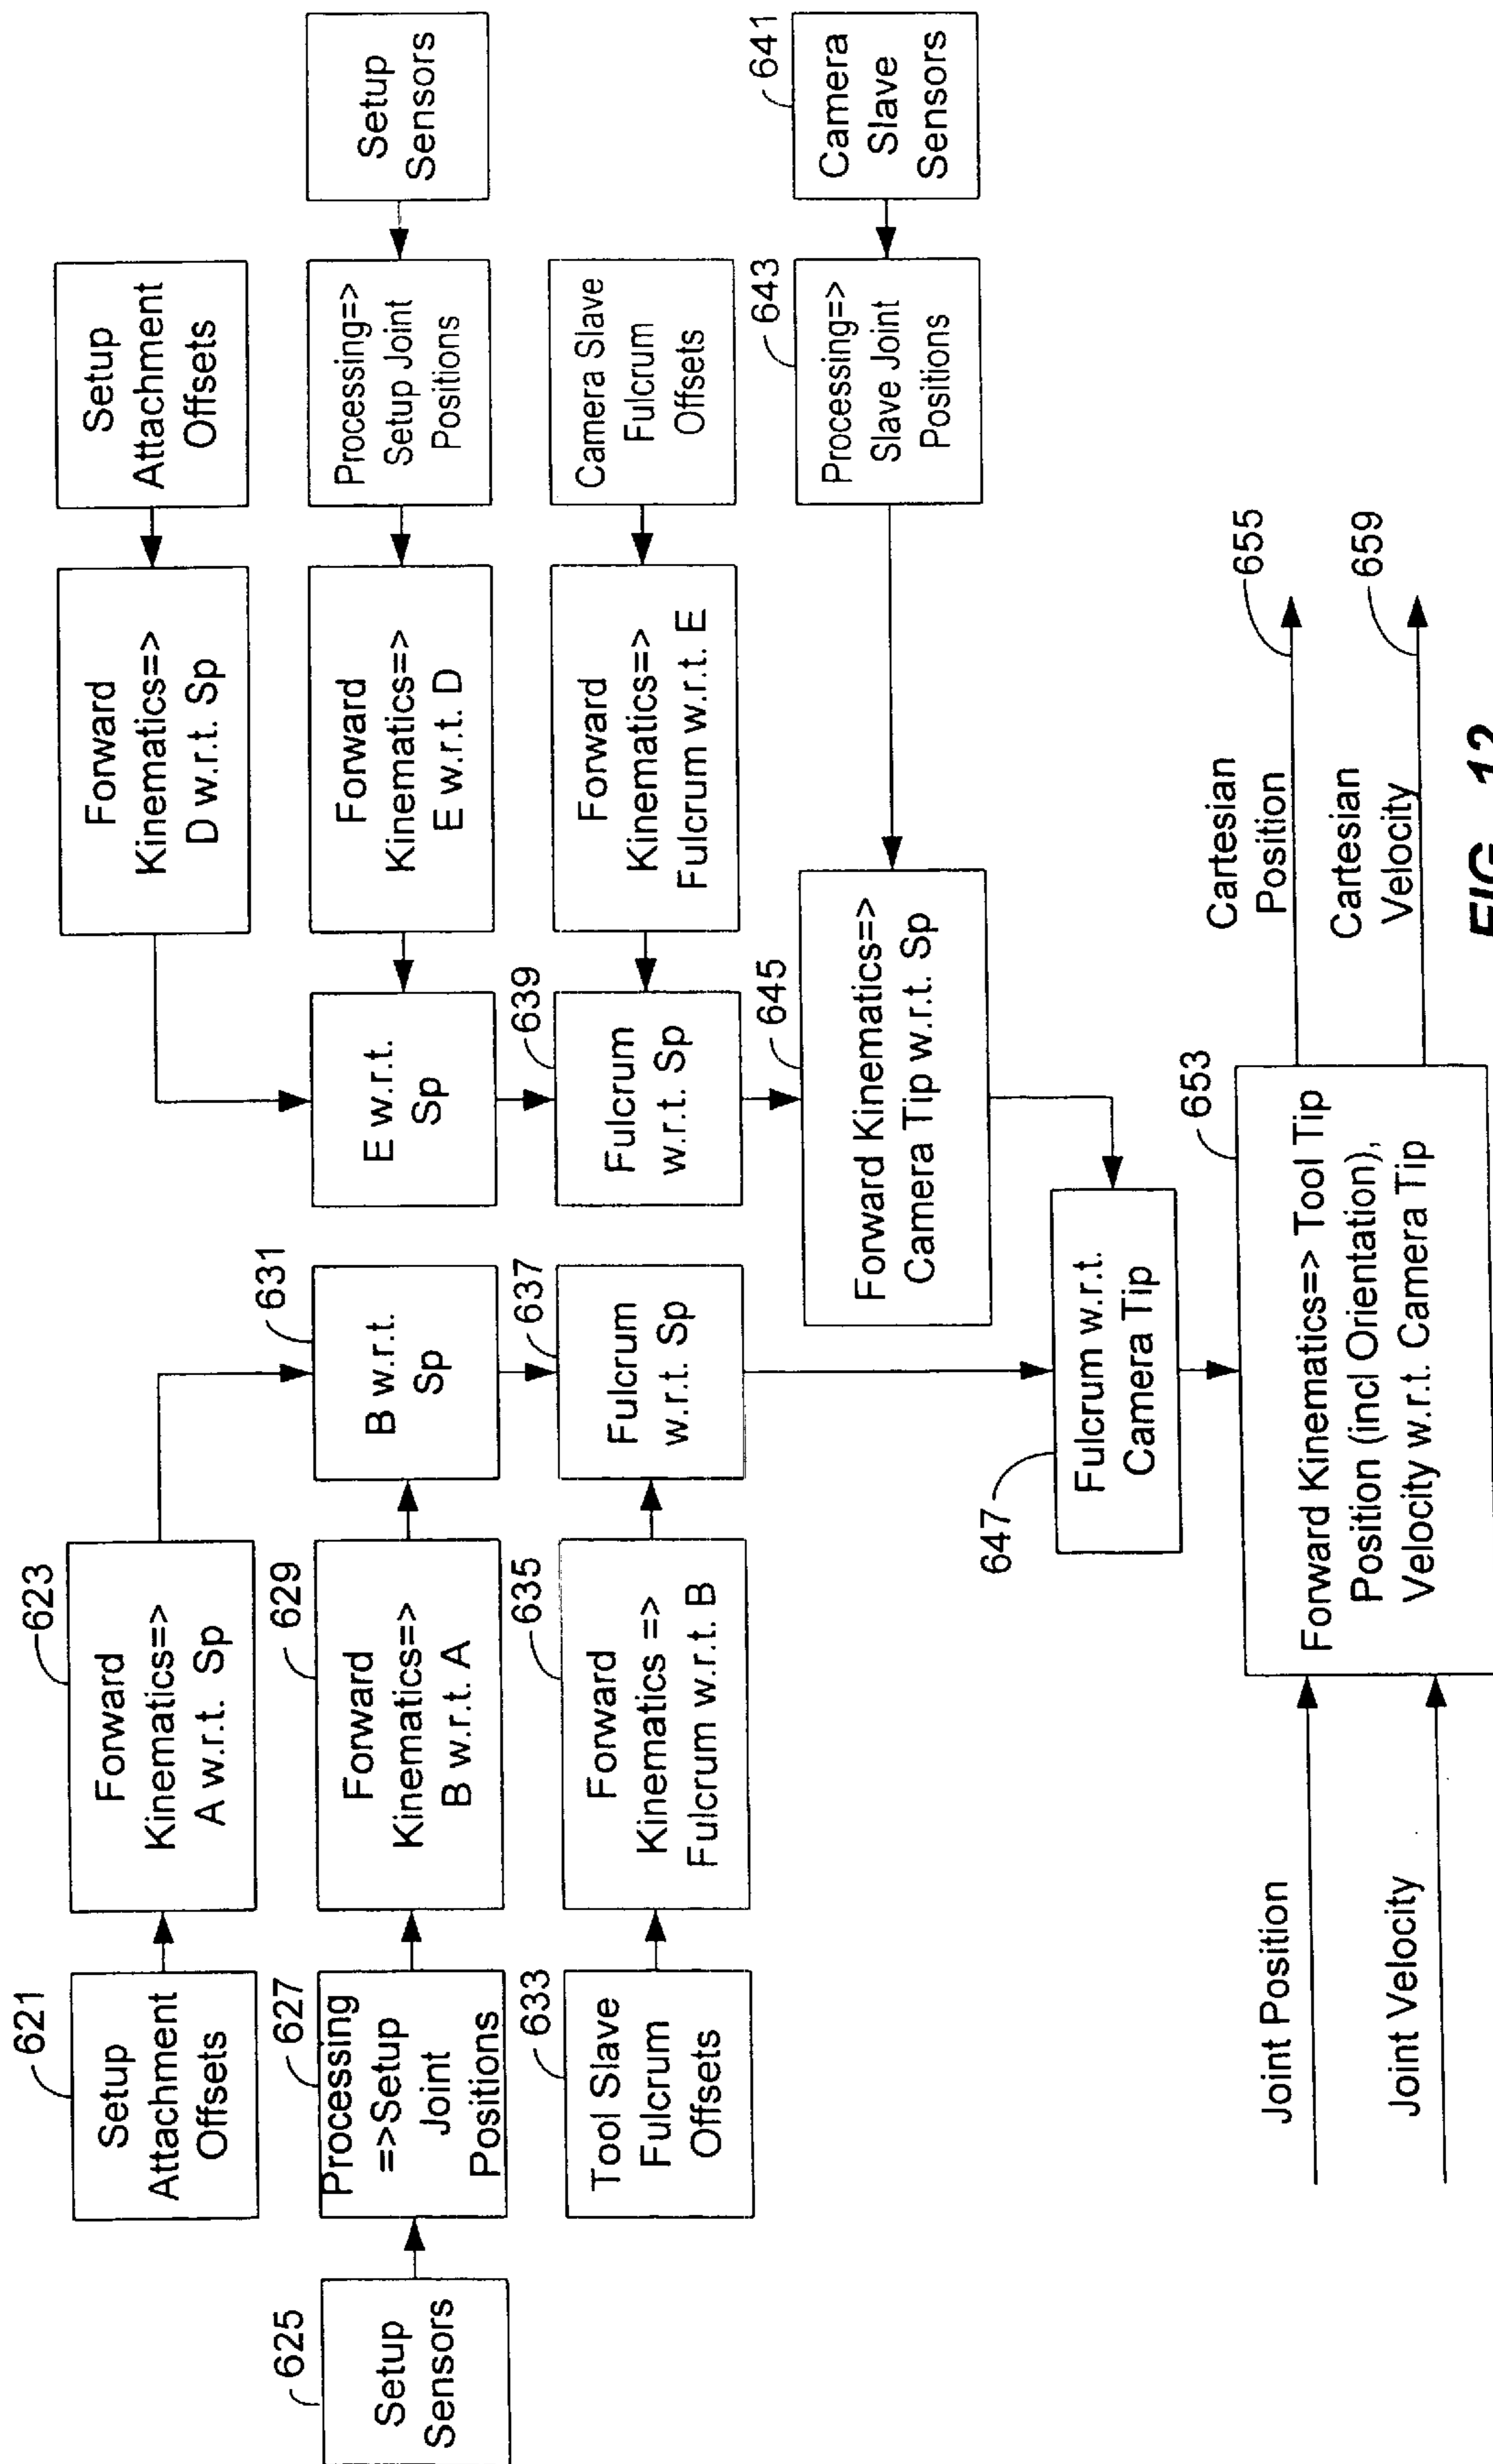 621
Setup
Attachment
Offsets
623
Forward
Kinematics=>
A w.r.t. Sp
625
Setup
Sensors
627
Processing
=>Setup
Joint
Positions
629
Forward
Kinematics=>
B w.r.t. A
631
B w.r.t.
Sp
633
Tool Slave
Fulcrum
Offsets
635
Forward
Kinematics =>
Fulcrum w.r.t. B
637
Fulcrum
w.r.t. Sp
Forward
Kinematics=>
D w.r.t. Sp
Setup
Attachment
Offsets
E w.r.t.
Sp
Forward
Kinematics=>
E w.r.t. D
Processing=>
Setup Joint
Positions
Setup
Sensors
639
Fulcrum
w.r.t. Sp
Forward
Kinematics=>
Fulcrum w.r.t. E
Camera Slave
Fulcrum
Offsets
645
Forward Kinematics=>
Camera Tip w.r.t. Sp
643
Processing=>
Slave Joint
Positions
641
Camera
Slave
Sensors
647
Fulcrum w.r.t.
Camera Tip
Joint Position
Joint Velocity
653
Forward Kinematics=> Tool Tip
Position (incl Orientation),
Velocity w.r.t. Camera Tip
Cartesian
Position
655
Cartesian
Velocity
659
FIG. 12